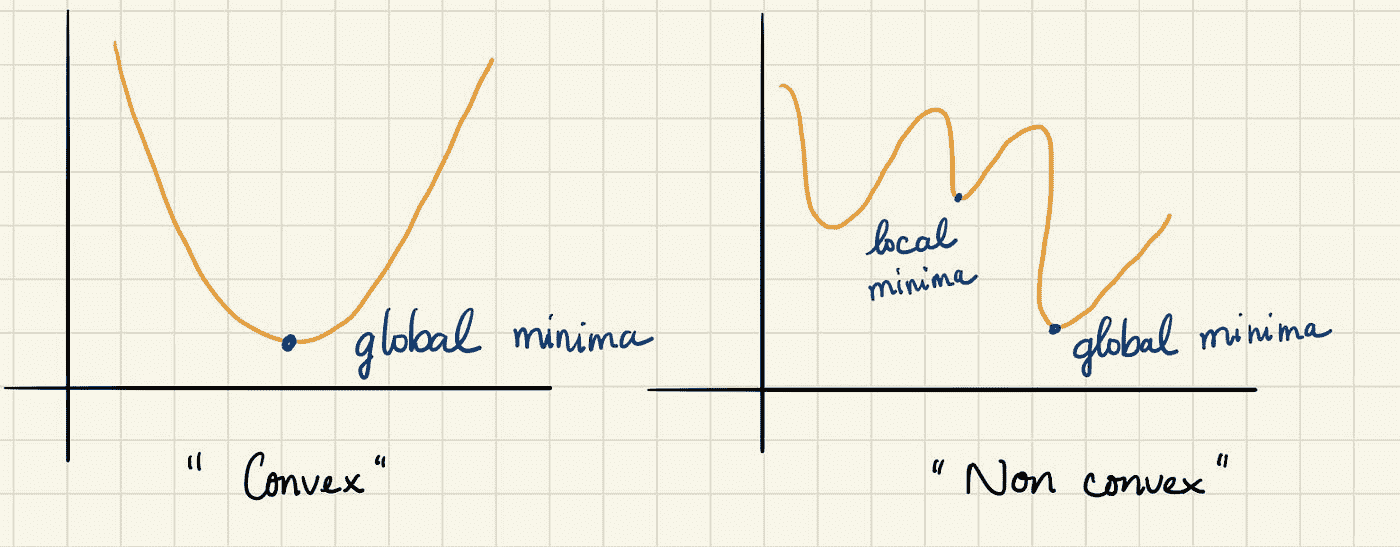 global minima
" Convex "
local
minima
global minima
" Non convex "